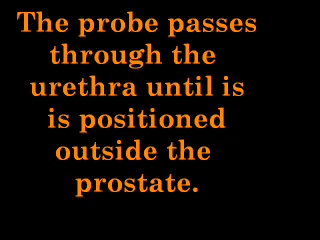 The probe passes
through the
urethra until is
is positioned
outside the
prostate.